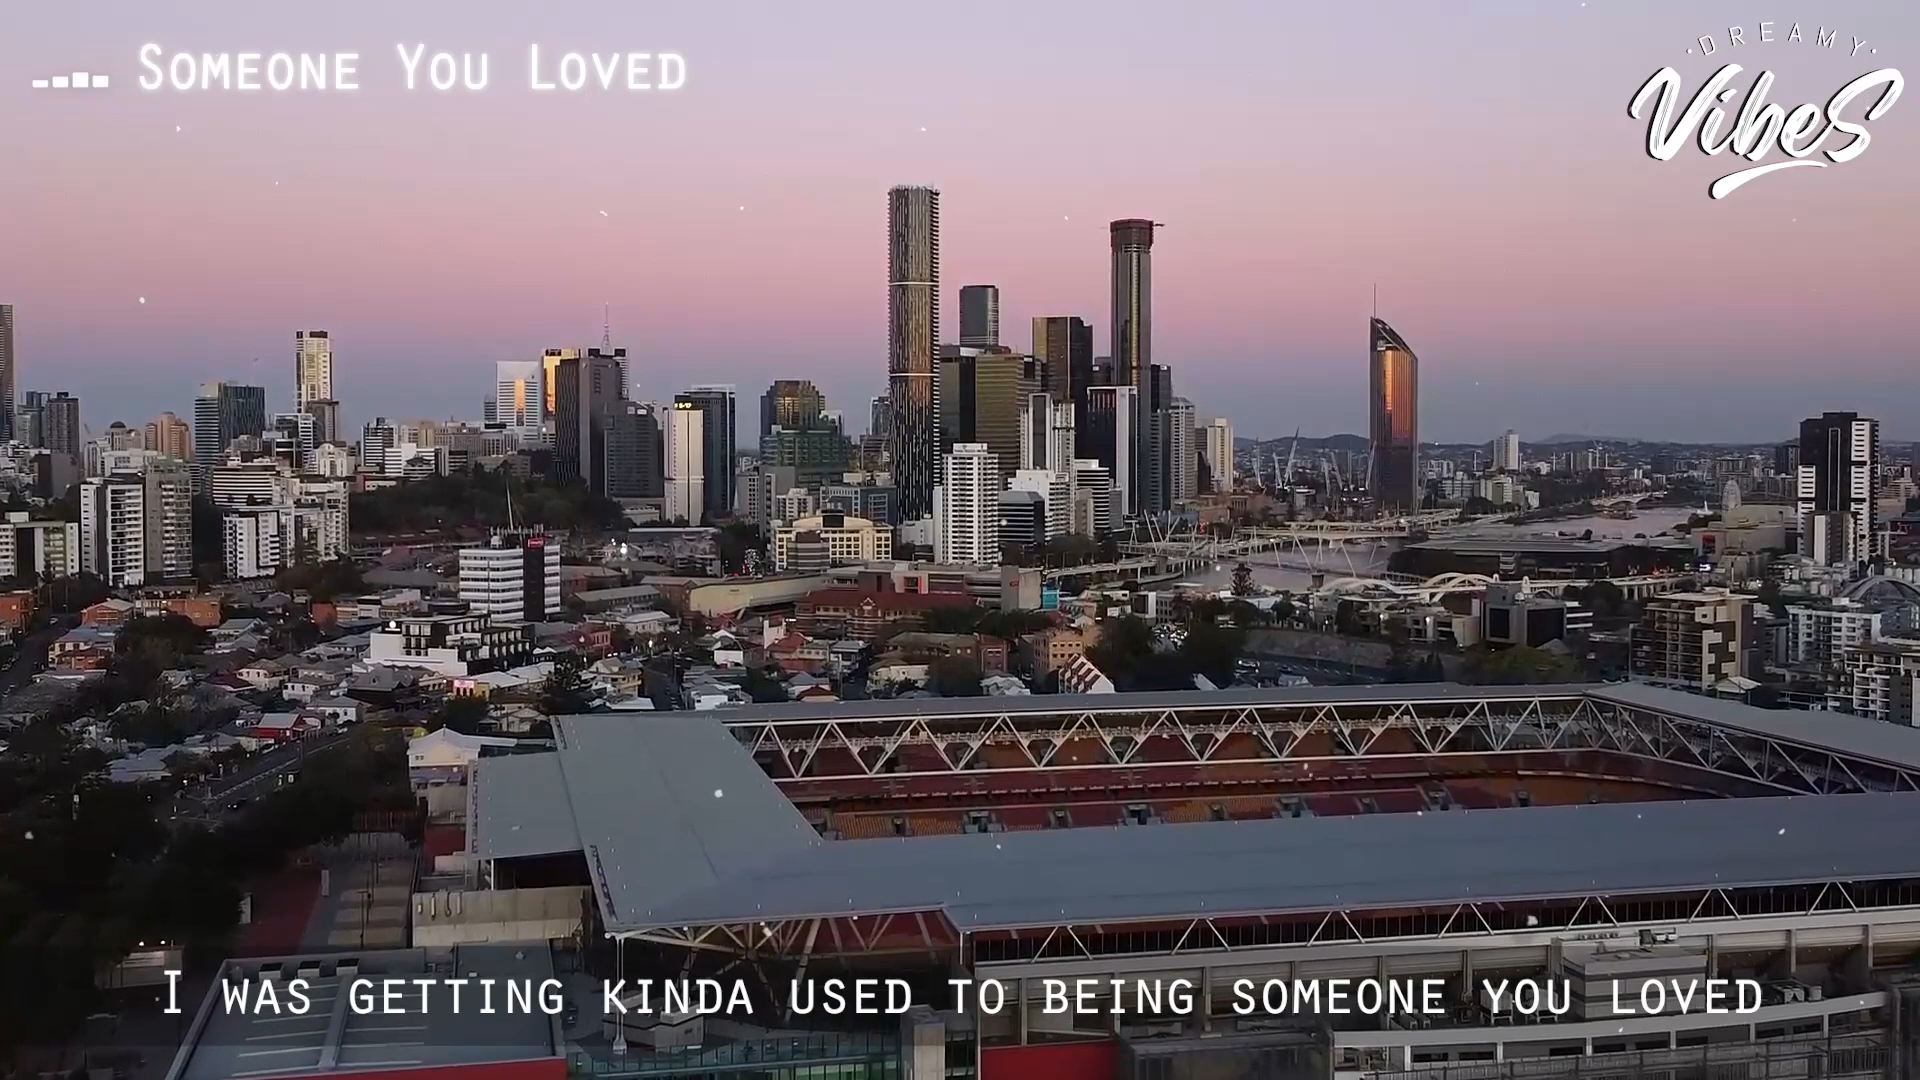 Someone You Loved
DREAMY
Vibes
I was getting kinda used to being someone you loved